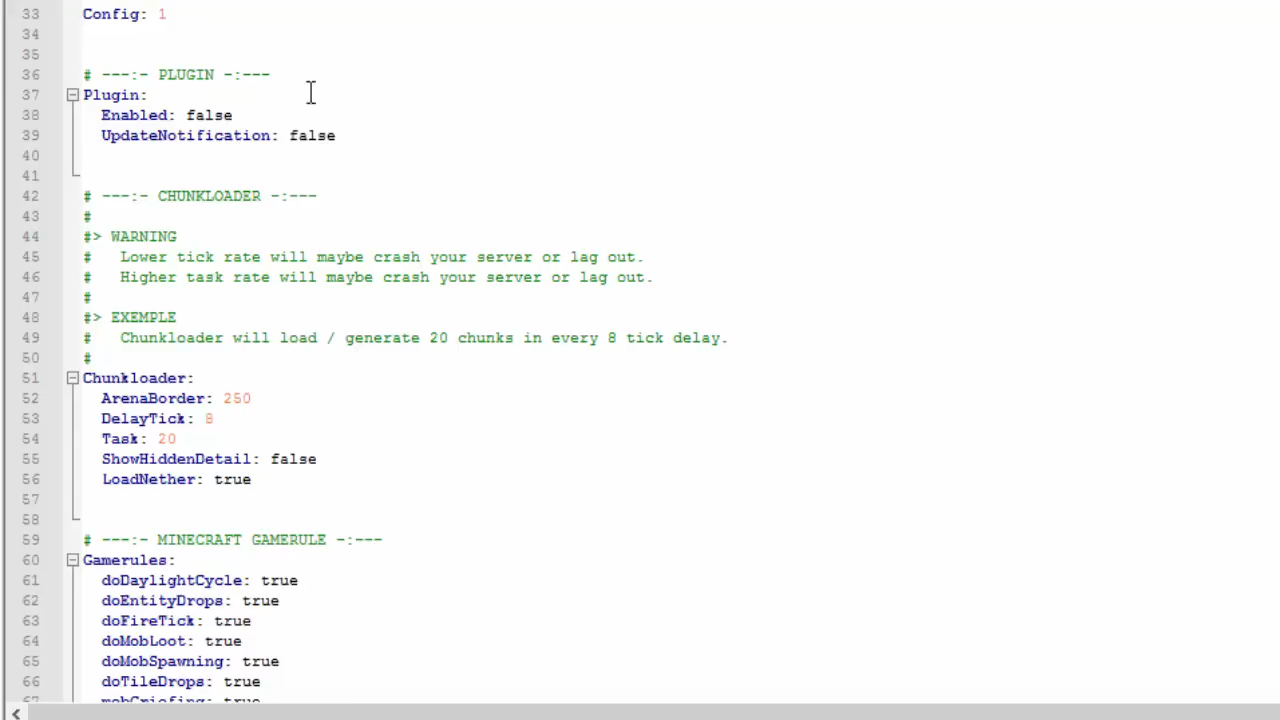 33 Config: 1
34
35
36 # ---:- PLUGIN -:---
37 Plugin:
38 Enabled: false
39 UpdateNotification: false
40
41
42 # ---:- CHUNKLOADER -:---
43 #
44 #> WARNING
45 # Lower tick rate will maybe crash your server or lag out.
46 # Higher task rate will maybe crash your server or lag out.
47 #
48 #> EXEMPLE
49 # Chunkloader will load / generate 20 chunks in every 8 tick delay.
50 #
51 Chunkloader:
52 ArenaBorder: 250
53 DelayTick: 8
54 Task: 20
55 ShowHiddenDetail: false
56 LoadNether: true
57
58
59 # ---:- MINECRAFT GAMERULE -:---
60 Gamerules:
61 doDaylightCycle: true
62 doEntityDrops: true
63 doFireTick: true
64 doMobLoot: true
65 doMobSpawning: true
66 doTileDrops: true
67 mobGriefing: true